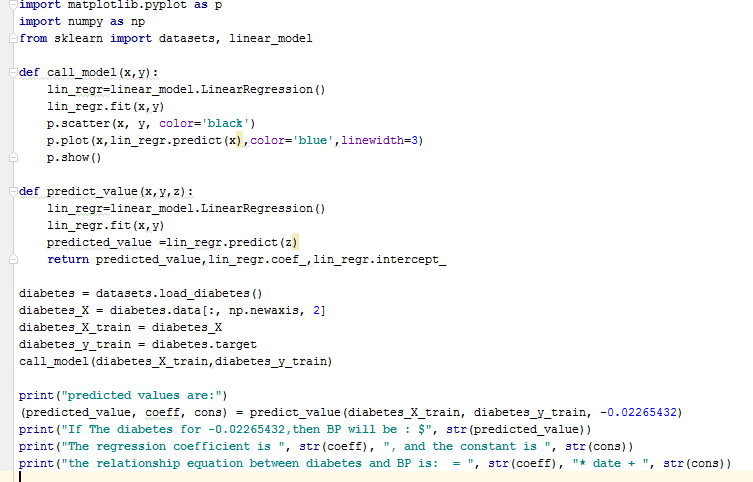 import matplotlib.pyplot as p
import numpy as np
from sklearn import datasets, linear_model
def call_model(x,y):
    lin_regr=linear_model.LinearRegression()
    lin_regr.fit(x,y)
    p.scatter(x, y, color='black')
    p.plot(x,lin_regr.predict(x),color='blue',linewidth=3)
    p.show()
def predict_value(x,y,z):
    lin_regr=linear_model.LinearRegression()
    lin_regr.fit(x,y)
    predicted_value =lin_regr.predict(z)
    return predicted_value,lin_regr.coef_,lin_regr.intercept_
diabetes = datasets.load_diabetes()
diabetes_X = diabetes.data[:, np.newaxis, 2]
diabetes_X_train = diabetes_X
diabetes_y_train = diabetes.target
call_model(diabetes_X_train,diabetes_y_train)
print("predicted values are:")
(predicted_value, coeff, cons) = predict_value(diabetes_X_train, diabetes_y_train, -0.02265432)
print("If The diabetes for -0.02265432,then BP will be : $", str(predicted_value))
print("The regression coefficient is ", str(coeff), ", and the constant is ", str(cons))
print("the relationship equation between diabetes and BP is:  = ", str(coeff), "* date + ", str(cons))